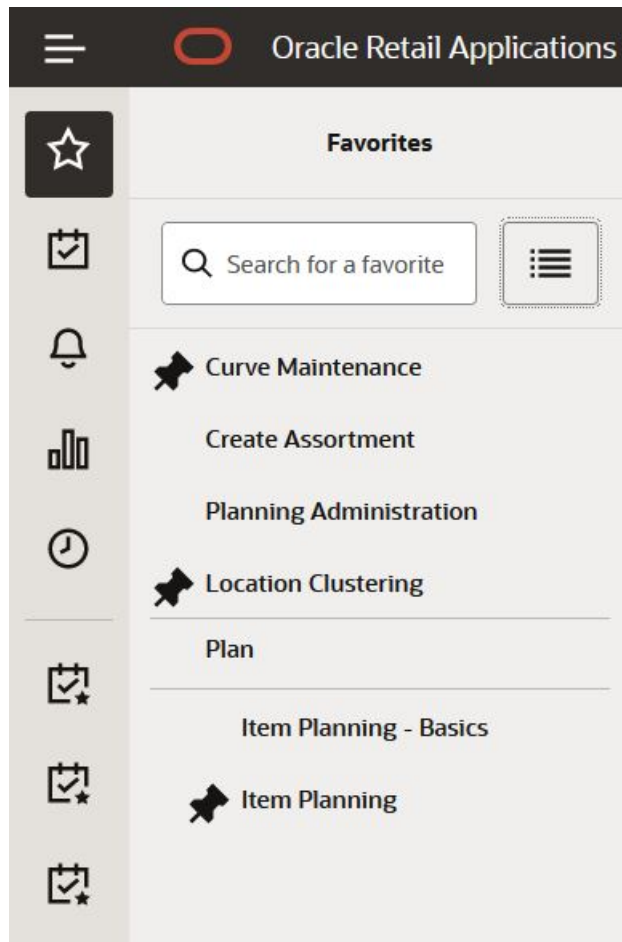 Oracle Retail Applications
Favorites
Search for a favorite
Curve Maintenance
Create Assortment
Planning Administration
Location Clustering
Plan
Item Planning - Basics
Item Planning